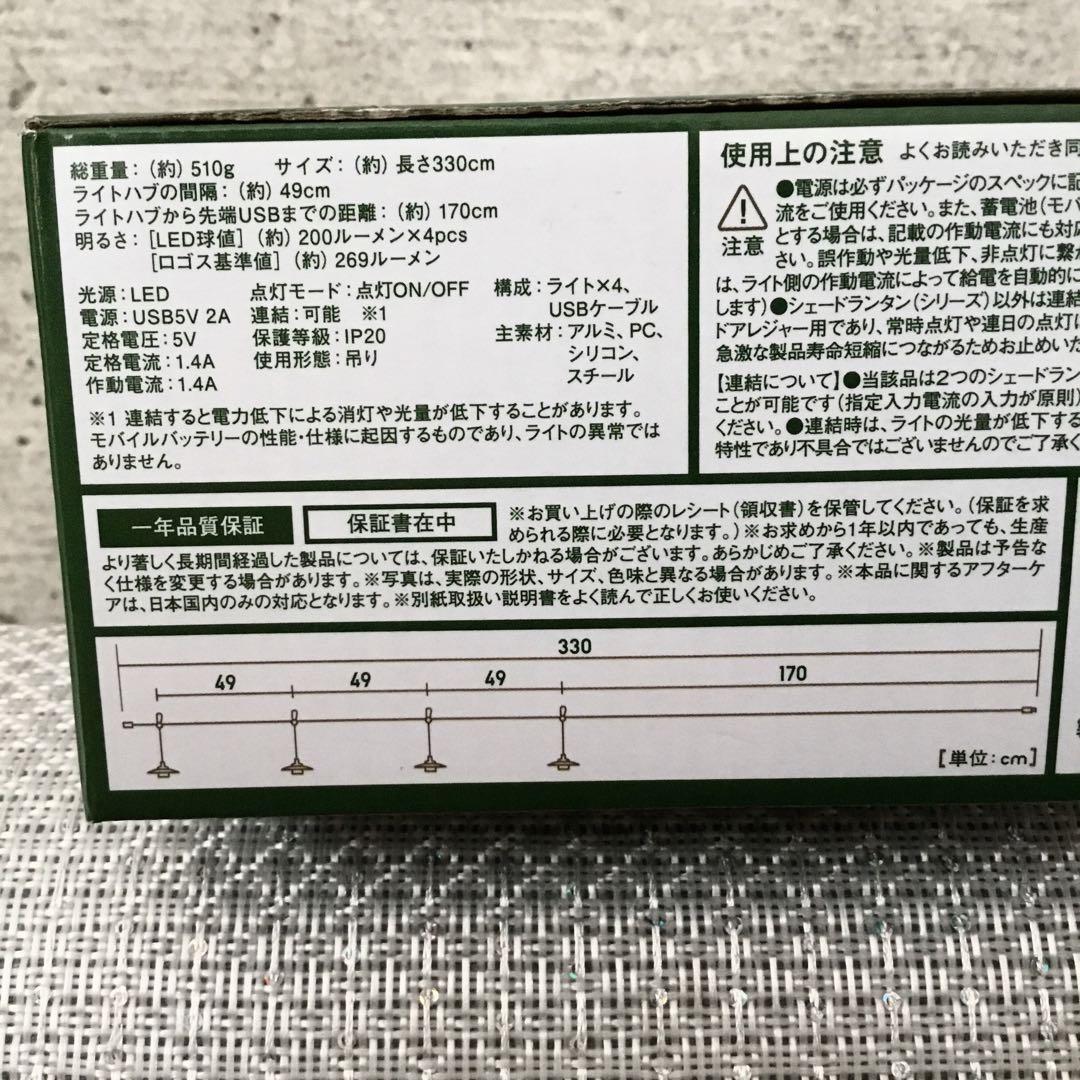 総重量：（約）510g　サイズ：（約）長さ330cm
ライトハブの間隔：（約）49cm
ライトハブから先端USBまでの距離：（約）170cm
明るさ：［LED球値］（約）200ルーメン×4pcs
［ロゴス基準値］（約）269ルーメン
光源：LED
電源：USB5V 2A
定格電圧：5V
定格電流：1.4A
作動電流：1.4A
点灯モード：点灯ON/OFF
連結：可能　※1
保護等級：IP20
使用形態：吊り
構成：ライト×4、
USBケーブル
主素材：アルミ、PC、
シリコン、
スチール
※1 連結すると電力低下による消灯や光量が低下することがあります。
モバイルバッテリーの性能・仕様に起因するものであり、ライトの異常では
ありません。
使用上の注意　よくお読みいただき同
注意
●電源は必ずパッケージのスペックに記
流をご使用ください。また、蓄電池（モバ
とする場合は、記載の作動電流にも対応
さい。誤作動や光量低下、非点灯に繋が
は、ライト側の作動電流によって給電を自動的に
します）●シェードランタン（シリーズ）以外は連結
ドアレジャー用であり、常時点灯や連日の点灯は
急激な製品寿命短縮につながるためお止めいた
【連結について】●当該品は2つのシェードラン
ことが可能です（指定入力電流の入力が原則）
ください。●連結時は、ライトの光量が低下する
特性であり不具合ではございませんのでご了承く
一年品質保証
保証書在中
※お買い上げの際のレシート（領収書）を保管してください。（保証を求
められる際に必要となります。）※お求めから1年以内であっても、生産
より著しく長期間経過した製品については、保証いたしかねる場合がございます。あらかじめご了承ください。※製品は予告な
く仕様を変更する場合があります。※写真は、実際の形状、サイズ、色味と異なる場合があります。※本品に関するアフターケ
アは、日本国内のみの対応となります。※別紙取扱い説明書をよく読んで正しくお使いください。
330
49
49
49
170
［単位：cm］